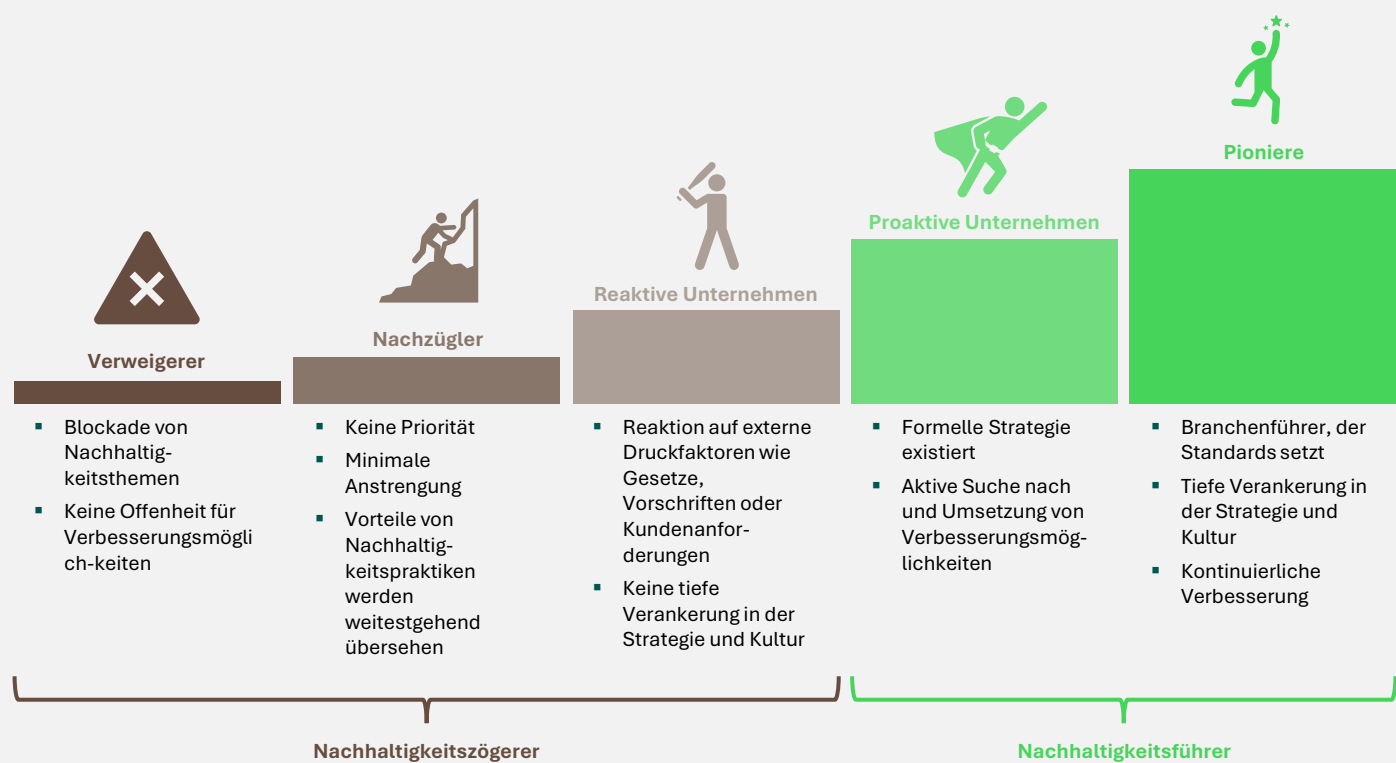 Pioniere
Proaktive Unternehmen
Reaktive Unternehmen
Nachzügler
Verweigerer
▪ Blockade von
Nachhaltig-
keitsthemen
▪ Keine Offenheit für
Verbesserungsmögli
ch-keiten
▪ Keine Priorität
▪ Minimale
Anstrengung
▪ Vorteile von
Nachhaltig-
keitspraktiken
werden
weitestgehend
übersehen
▪ Reaktion auf externe
Druckfaktoren wie
Gesetze,
Vorschriften oder
Kundenanfor-
derungen
▪ Keine tiefe
Verankerung in der
Strategie und Kultur
▪ Formelle Strategie
existiert
▪ Aktive Suche nach
und Umsetzung von
Verbesserungsmög-
lichkeiten
▪ Branchenführer, der
Standards setzt
▪ Tiefe Verankerung in
der Strategie und
Kultur
▪ Kontinuierliche
Verbesserung
Nachhaltigkeitszögerer
Nachhaltigkeitsführer